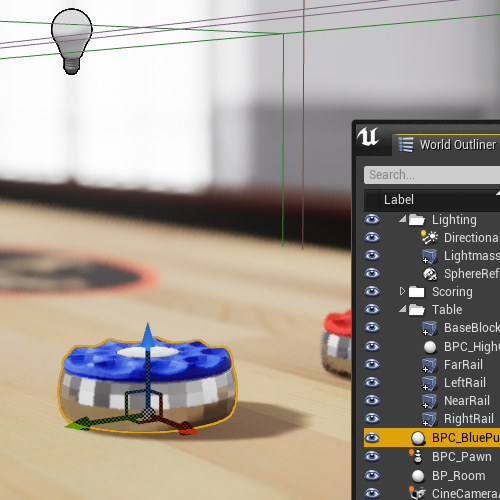 World Outliner
Search...
Label
Lighting
Directiona
Lightmass
SphereRef
Scoring
Table
BaseBlock
BPC_High
FarRail
LeftRail
NearRail
RightRail
BPC_BluePu
BPC_Pawn
BP_Room
CineCamera